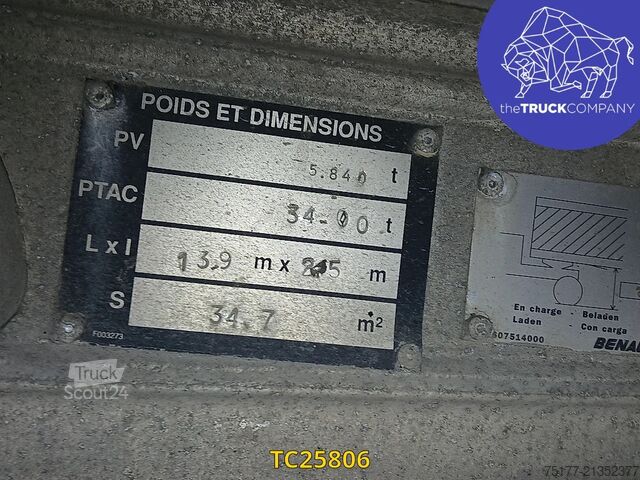 theTRUCKCOMPANY
POIDS ET DIMENSIONS
PV 5.840 t
PTAC 34.00 t
L x l 13.9 m x 2.5 m
S 34.7 m²
F003273
En charge - Beladen
Laden - Con carga
607514000
Truck
Scout24
TC25806
75177-21352377